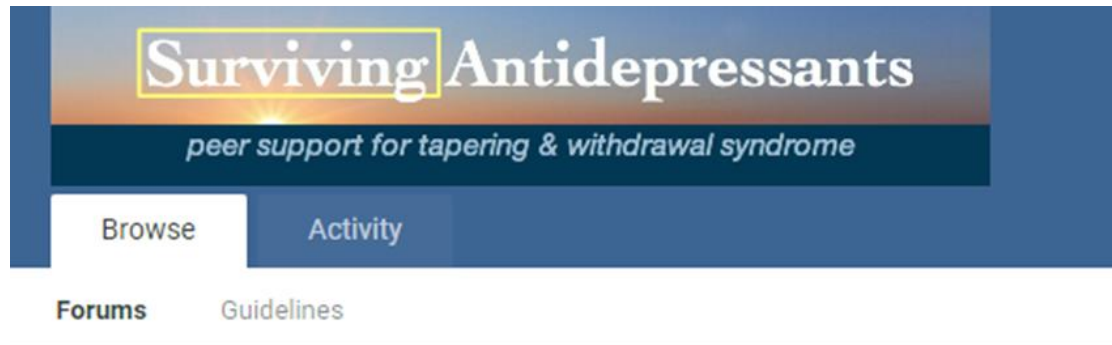 Surviving Antidepressants
peer support for tapering & withdrawal syndrome
Browse Activity
Forums Guidelines